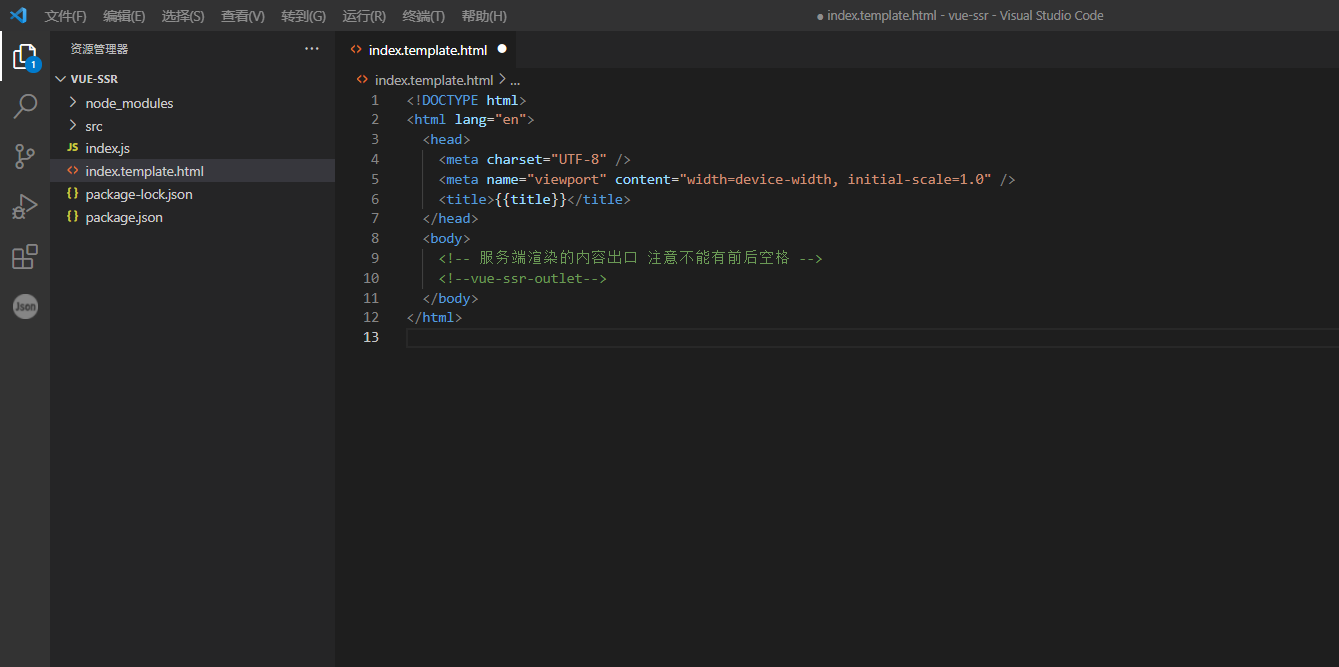 文件(F) 编辑(E) 选择(S) 查看(V) 转到(G) 运行(R) 终端(T) 帮助(H) ● index.template.html - vue-ssr - Visual Studio Code
资源管理器 ...
1
VUE-SSR
node_modules
src
JS index.js
<> index.template.html
{} package-lock.json
{} package.json
Json
<> index.template.html ●
<> index.template.html > ...
1 <!DOCTYPE html>
2 <html lang="en">
3 <head>
4 <meta charset="UTF-8" />
5 <meta name="viewport" content="width=device-width, initial-scale=1.0" />
6 <title>{{title}}</title>
7 </head>
8 <body>
9 <!-- 服务端渲染的内容出口 注意不能有前后空格 -->
10 <!--vue-ssr-outlet-->
11 </body>
12 </html>
13